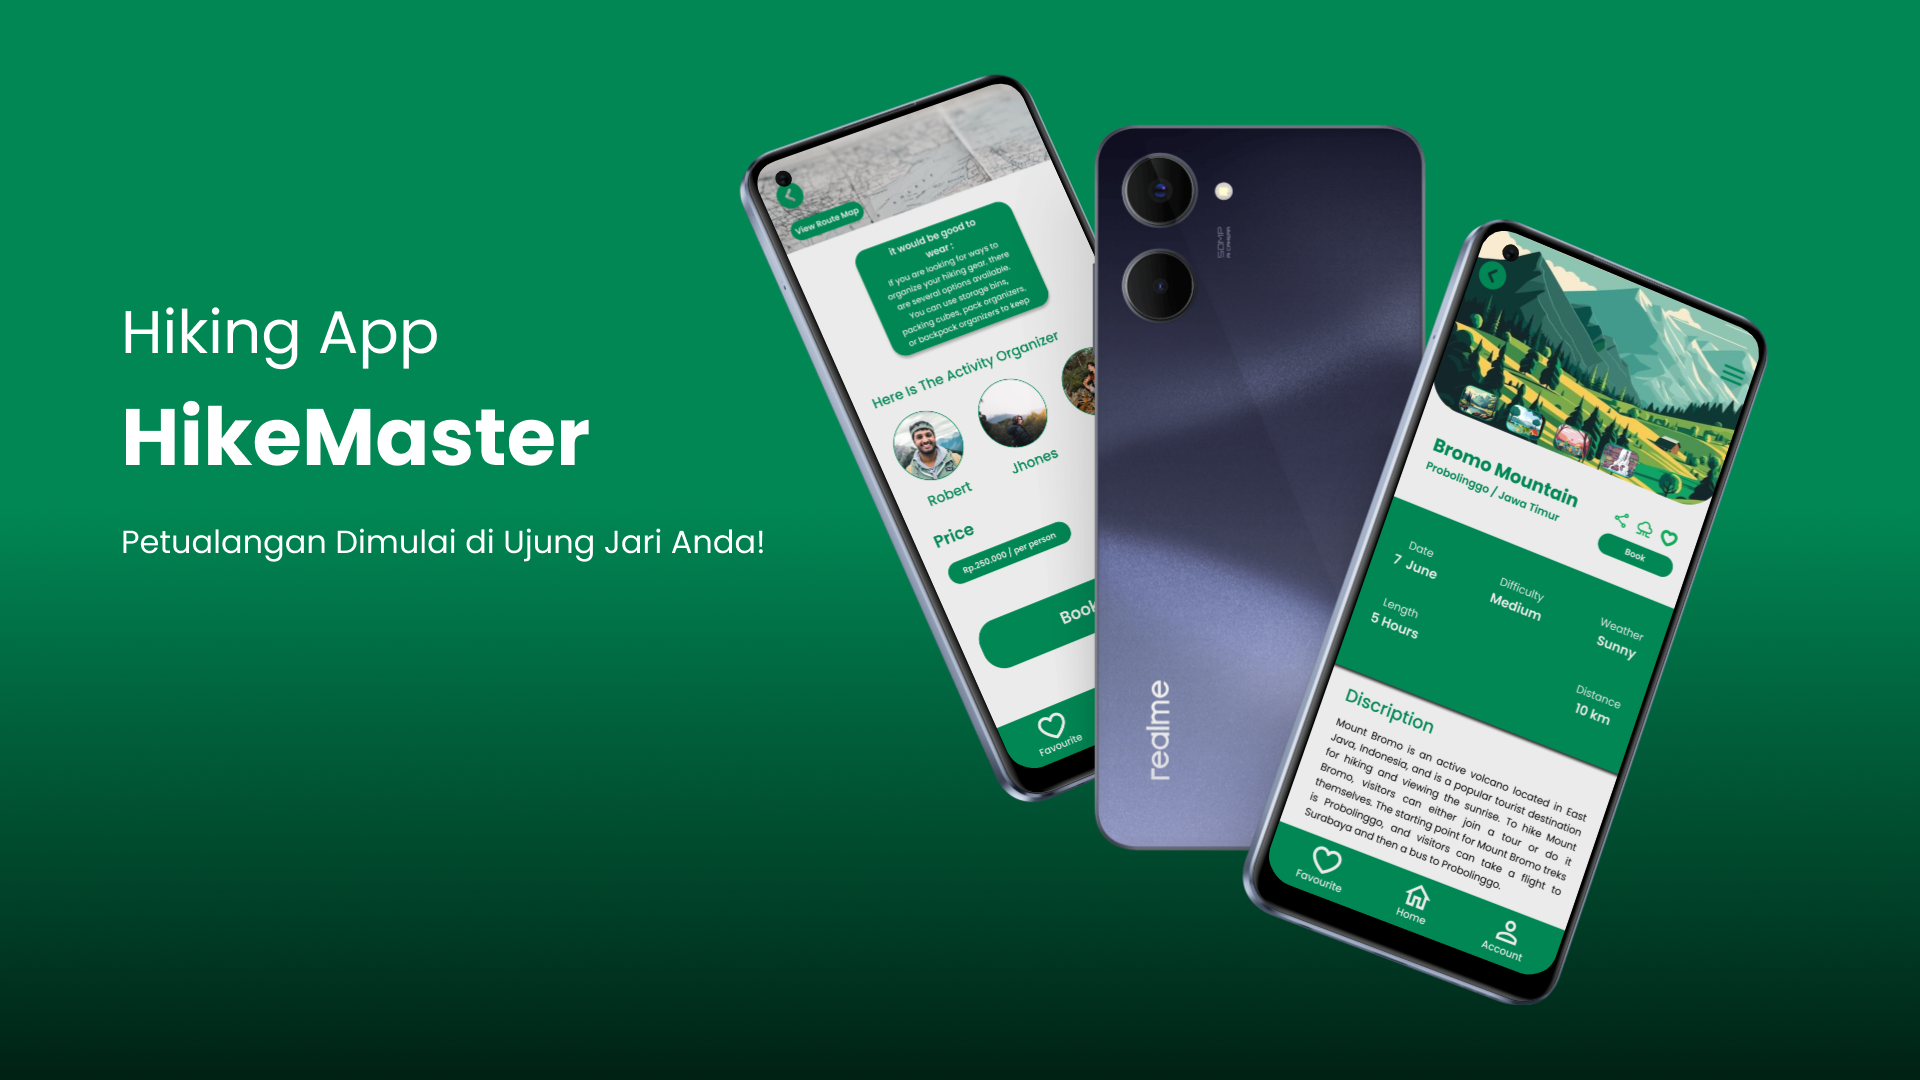 Hiking App
HikeMaster
Petualangan Dimulai di Ujung Jari Anda!
View Route Map
it would be good to
wear :
If you are looking for ways to
organize your hiking gear, there
are several options available.
You can use storage bins,
packing cubes, pack organizers,
or backpack organizers to keep
Here Is The Activity Organizer
Robert
Jhones
Price
Rp.250.000 / per person
Book
Favourite
50MP
realme
Bromo Mountain
Probolinggo / Jawa Timur
Book
Date
7 June
Difficulty
Medium
Weather
Sunny
Length
5 Hours
Distance
10 km
Discription
Mount Bromo is an active volcano located in East
Java, Indonesia, and is a popular tourist destination
for hiking and viewing the sunrise. To hike Mount
Bromo, visitors can either join a tour or do it
themselves. The starting point for Mount Bromo treks
is Probolinggo, and visitors can take a flight to
Surabaya and then a bus to Probolinggo.
Favourite
Home
Account